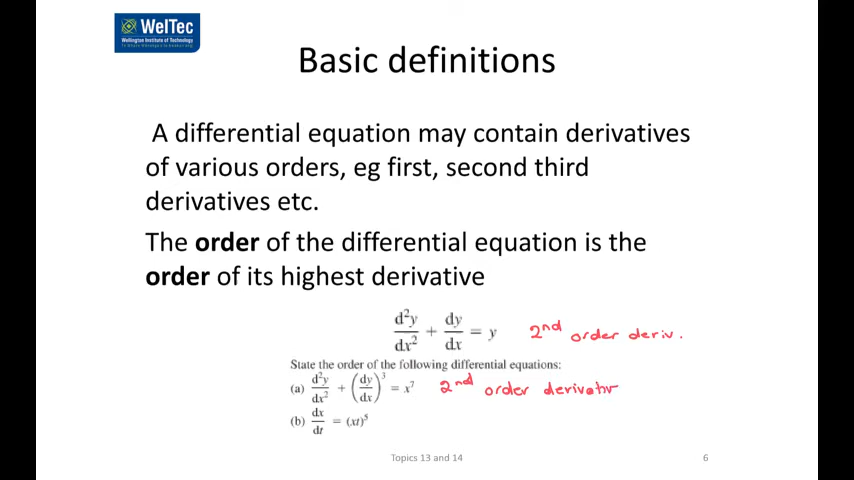 WelTec
Wellington Institute of Technology
Basic definitions
A differential equation may contain derivatives
of various orders, eg first, second third
derivatives etc.
The order of the differential equation is the
order of its highest derivative
d²y/dx² + dy/dx = y 2nd order deriv.
State the order of the following differential equations:
(a) d²y/dx² + (dy/dx)³ = x⁷ 2nd order derivative
(b) dx/dt = (xt)⁵
Topics 13 and 14
6